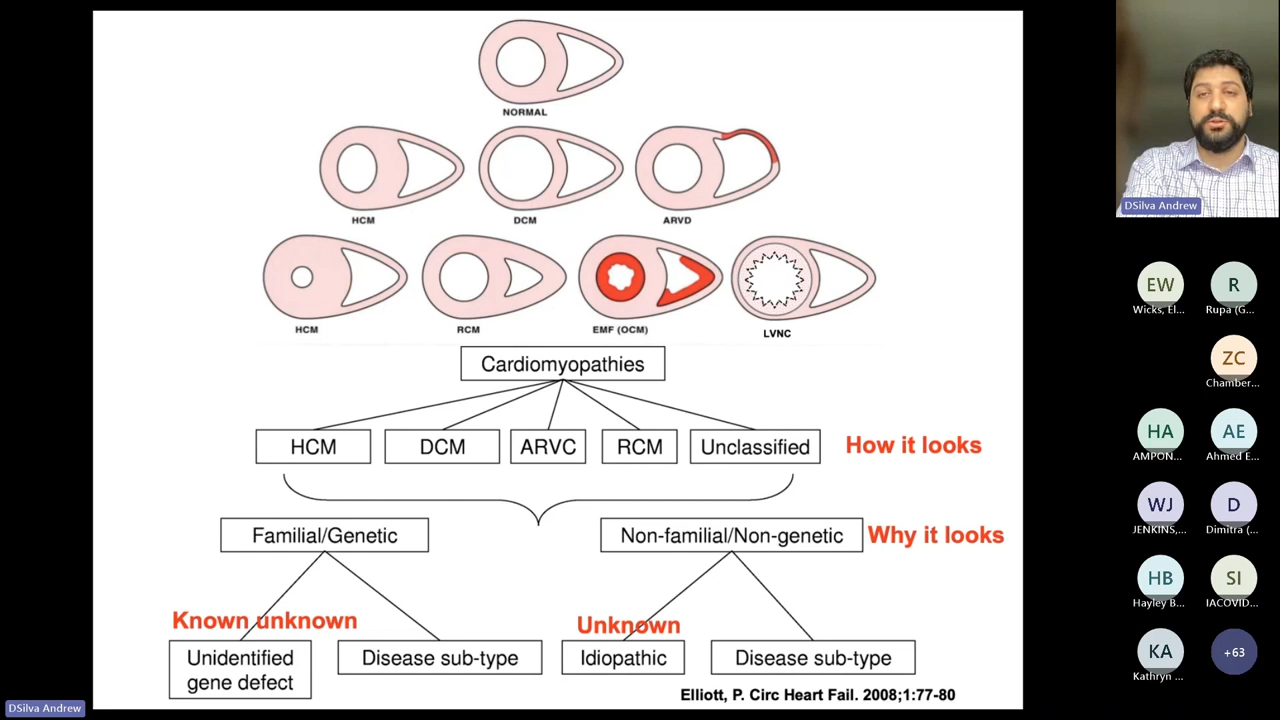 NORMAL
HCM
DCM
ARVD
HCM
RCM
EMF (OCM)
LVNC
Cardiomyopathies
HCM
DCM
ARVC
RCM
Unclassified
How it looks
Familial/Genetic
Non-familial/Non-genetic
Why it looks
Known unknown
Unknown
Unidentified
gene defect
Disease sub-type
Idiopathic
Disease sub-type
Elliott, P. Circ Heart Fail. 2008;1:77-80
DSilva Andrew
DSilva Andrew
EW
Wicks, El...
R
Rupa (G...
ZC
Chamber...
HA
AMPON...
AE
Ahmed E...
WJ
JENKINS,...
D
Dimitra (...
HB
Hayley B...
SI
IACOVID...
KA
Kathryn ...
+63